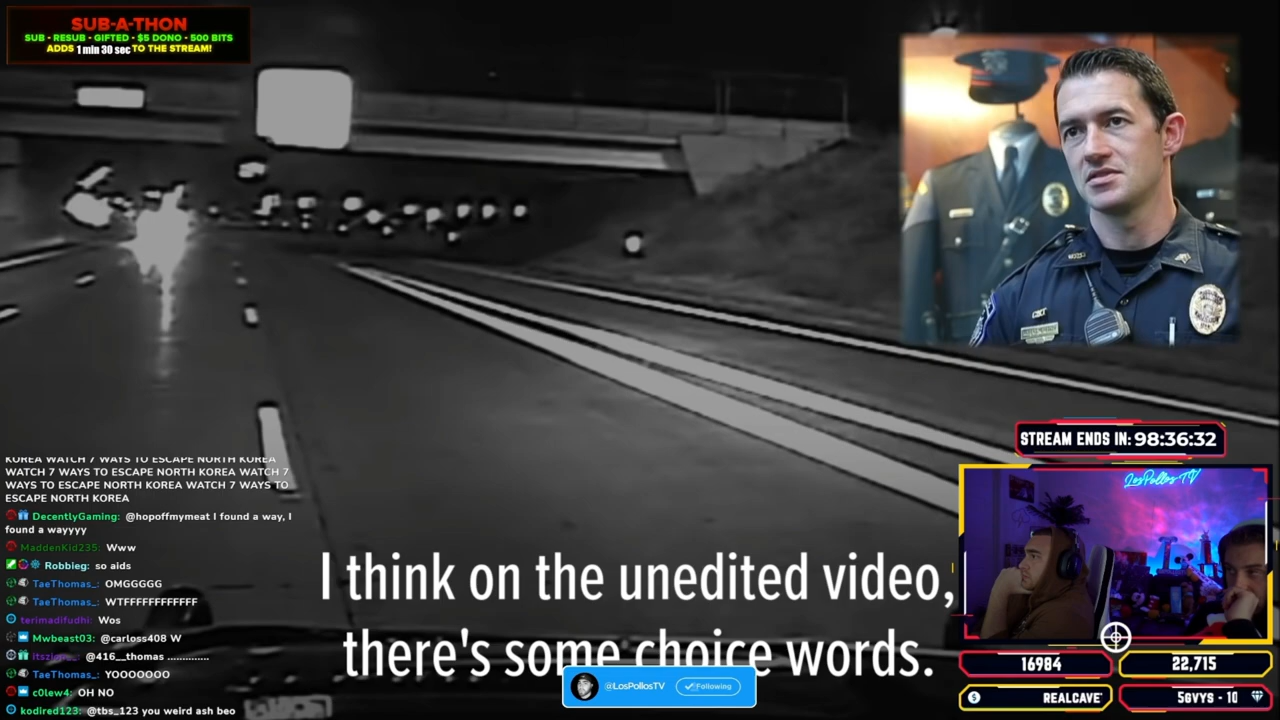 SUB-A-THON
SUB - RESUB - GIFTED - $5 DONO - 500 BITS
ADDS 1 min 30 sec TO THE STREAM!
STREAM ENDS IN: 98:36:32
LosPollos TV
KOREA WATCH 7 WAYS TO ESCAPE NORTH KOREA
WATCH 7 WAYS TO ESCAPE NORTH KOREA WATCH 7
WAYS TO ESCAPE NORTH KOREA WATCH 7 WAYS TO
ESCAPE NORTH KOREA
DecentlyGaming: @hopoffmymeat I found a way, I
found a wayyyy
MaddenKid235: Www
Robbieg: so aids
TaeThomas_: OMGGGGG
TaeThomas_: WTFFFFFFFFFFFF
terimadifudhi: Wos
Mwbeast03: @carloss408 W
@416__thomas ..............
TaeThomas_: YOOOOOOO
c0lew4: OH NO
kodired123: @tbs_123 you weird ash beo
I think on the unedited video,
there's some choice words.
@LosPollosTV
Following
16984
22,715
REALCAVE
5GVYS - 10